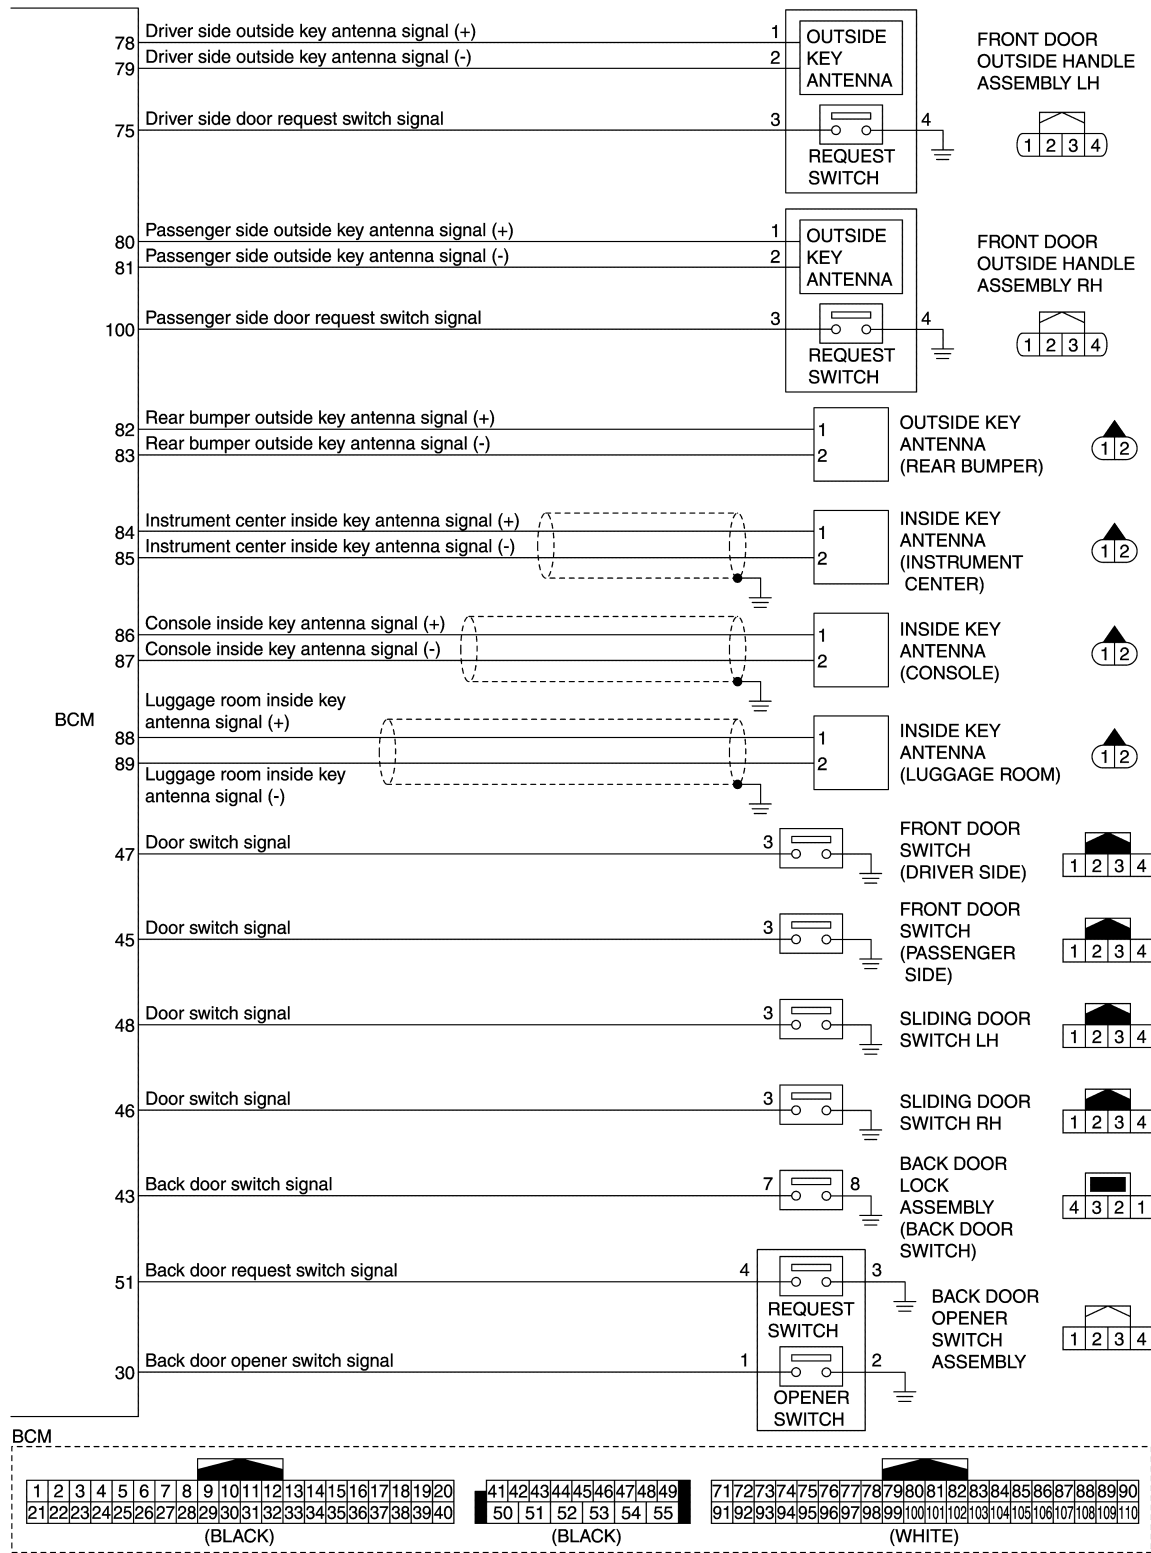 78 Driver side outside key antenna signal (+) 1
79 Driver side outside key antenna signal (-) 2
OUTSIDE
KEY
ANTENNA
75 Driver side door request switch signal 3 4
REQUEST
SWITCH
FRONT DOOR
OUTSIDE HANDLE
ASSEMBLY LH
1 2 3 4
80 Passenger side outside key antenna signal (+) 1
81 Passenger side outside key antenna signal (-) 2
OUTSIDE
KEY
ANTENNA
100 Passenger side door request switch signal 3 4
REQUEST
SWITCH
FRONT DOOR
OUTSIDE HANDLE
ASSEMBLY RH
1 2 3 4
82 Rear bumper outside key antenna signal (+) 1
83 Rear bumper outside key antenna signal (-) 2
OUTSIDE KEY
ANTENNA
(REAR BUMPER)
1 2
84 Instrument center inside key antenna signal (+) 1
85 Instrument center inside key antenna signal (-) 2
INSIDE KEY
ANTENNA
(INSTRUMENT
CENTER)
1 2
86 Console inside key antenna signal (+) 1
87 Console inside key antenna signal (-) 2
INSIDE KEY
ANTENNA
(CONSOLE)
1 2
BCM
Luggage room inside key
antenna signal (+)
88 1
89 2
Luggage room inside key
antenna signal (-)
INSIDE KEY
ANTENNA
(LUGGAGE ROOM)
1 2
47 Door switch signal 3
FRONT DOOR
SWITCH
(DRIVER SIDE)
1 2 3 4
45 Door switch signal 3
FRONT DOOR
SWITCH
(PASSENGER
SIDE)
1 2 3 4
48 Door switch signal 3
SLIDING DOOR
SWITCH LH
1 2 3 4
46 Door switch signal 3
SLIDING DOOR
SWITCH RH
1 2 3 4
43 Back door switch signal 7 8
BACK DOOR
LOCK
ASSEMBLY
(BACK DOOR
SWITCH)
4 3 2 1
51 Back door request switch signal 4 3
REQUEST
SWITCH
30 Back door opener switch signal 1 2
OPENER
SWITCH
BACK DOOR
OPENER
SWITCH
ASSEMBLY
1 2 3 4
BCM
1 2 3 4 5 6 7 8 9 10 11 12 13 14 15 16 17 18 19 20
21 22 23 24 25 26 27 28 29 30 31 32 33 34 35 36 37 38 39 40
(BLACK)
41 42 43 44 45 46 47 48 49
50 51 52 53 54 55
(BLACK)
71 72 73 74 75 76 77 78 79 80 81 82 83 84 85 86 87 88 89 90
91 92 93 94 95 96 97 98 99 100 101 102 103 104 105 106 107 108 109 110
(WHITE)